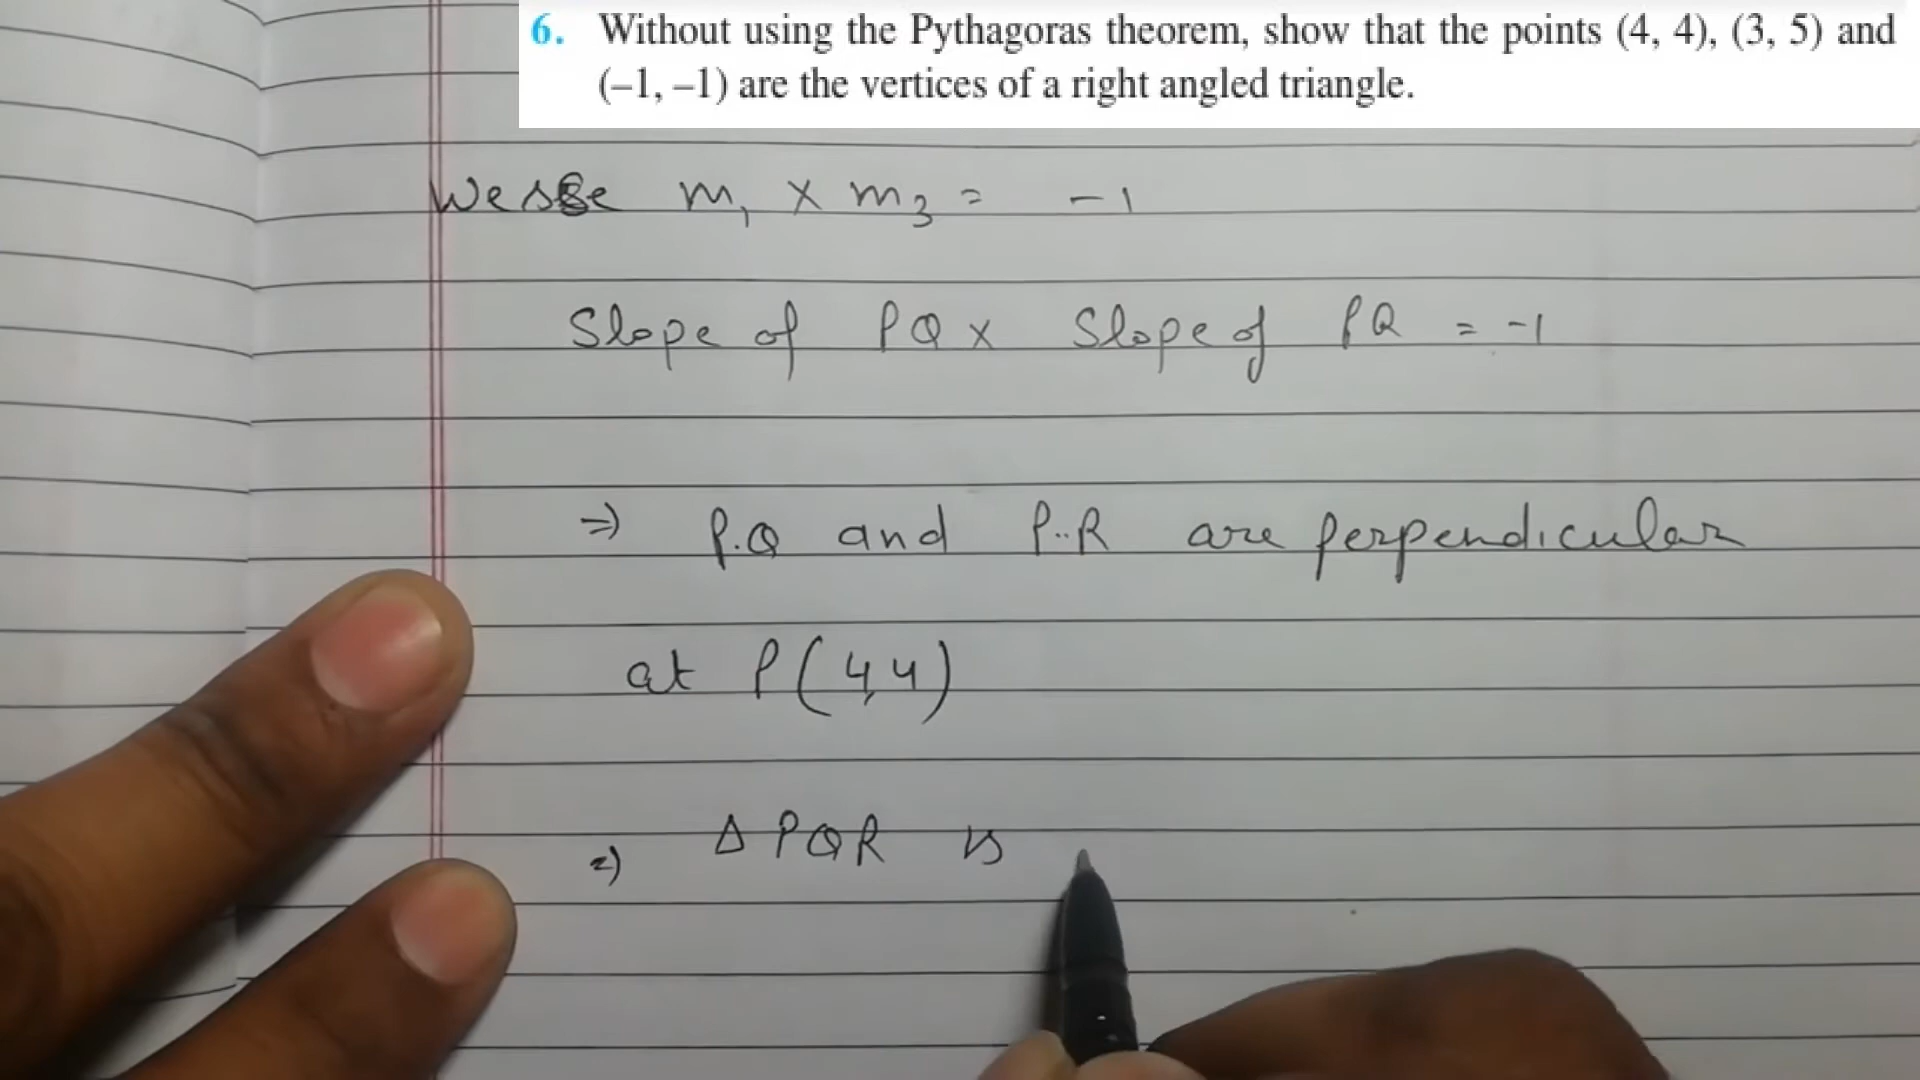 6. Without using the Pythagoras theorem, show that the points (4, 4), (3, 5) and
(–1, –1) are the vertices of a right angled triangle.
We see m₁ × m₃ = -1
Slope of PQ × Slope of PR = -1
⇒ P.Q and P..R are perpendicular
at P(4,4)
⇒ Δ PQR is